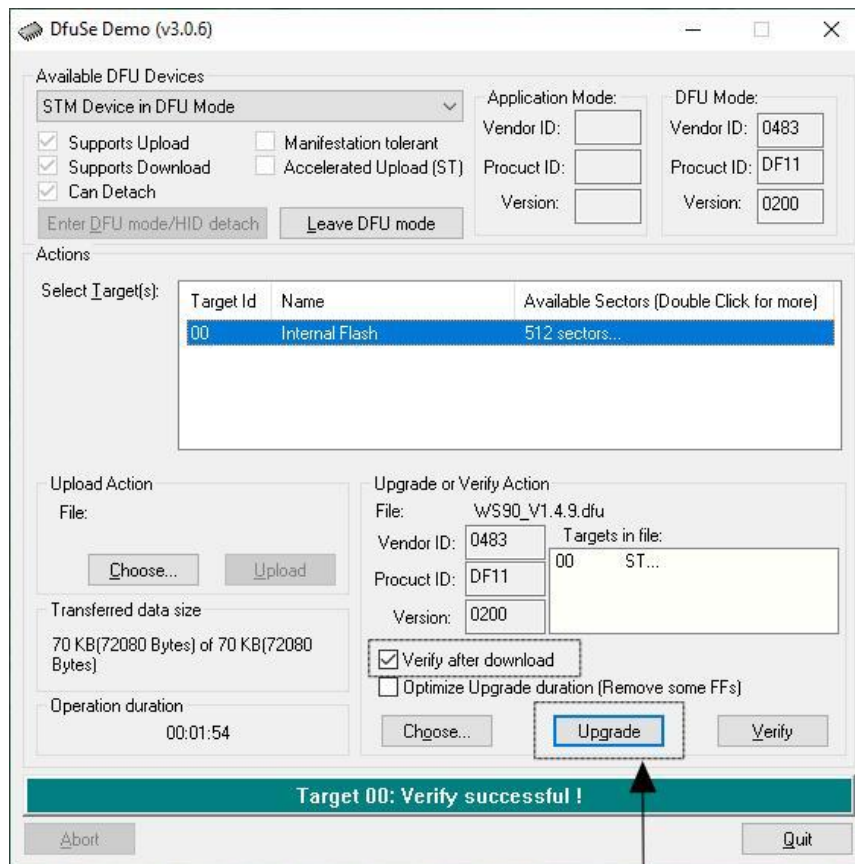 DfuSe Demo (v3.0.6)
Available DFU Devices
STM Device in DFU Mode
Supports Upload
Manifestation tolerant
Supports Download
Accelerated Upload (ST)
Can Detach
Enter DFU mode/HID detach
Leave DFU mode
Application Mode:
Vendor ID:
Procuct ID:
Version:
DFU Mode:
Vendor ID: 0483
Procuct ID: DF11
Version: 0200
Actions
Select Target(s):
Target Id Name Available Sectors (Double Click for more)
00 Internal Flash 512 sectors...
Upload Action
File:
Choose... Upload
Transferred data size
70 KB(72080 Bytes) of 70 KB(72080
Bytes)
Operation duration
00:01:54
Upgrade or Verify Action
File: WS90_V1.4.9.dfu
Vendor ID: 0483
Procuct ID: DF11
Version: 0200
Targets in file:
00 ST...
Verify after download
Optimize Upgrade duration (Remove some FFs)
Choose... Upgrade Verify
Target 00: Verify successful !
Abort Quit